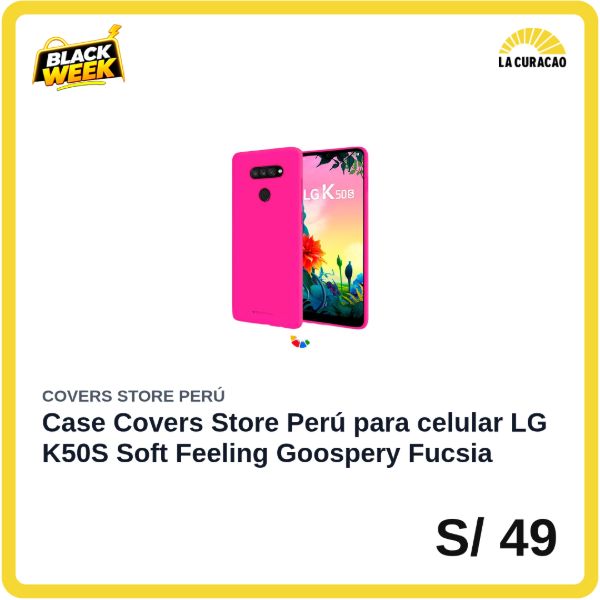 BLACK
WEEK
LA CURACAO
LG K50S
COVERS STORE PERÚ
Case Covers Store Perú para celular LG
K50S Soft Feeling Goospery Fucsia
S/ 49